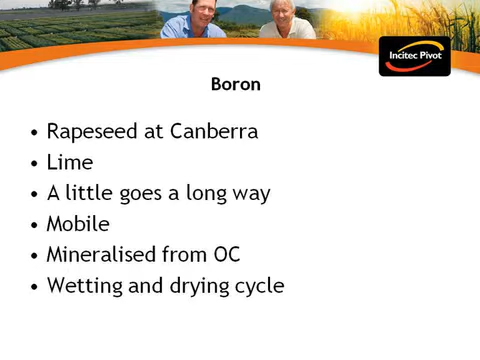 Incitec Pivot
Boron
• Rapeseed at Canberra
• Lime
• A little goes a long way
• Mobile
• Mineralised from OC
• Wetting and drying cycle